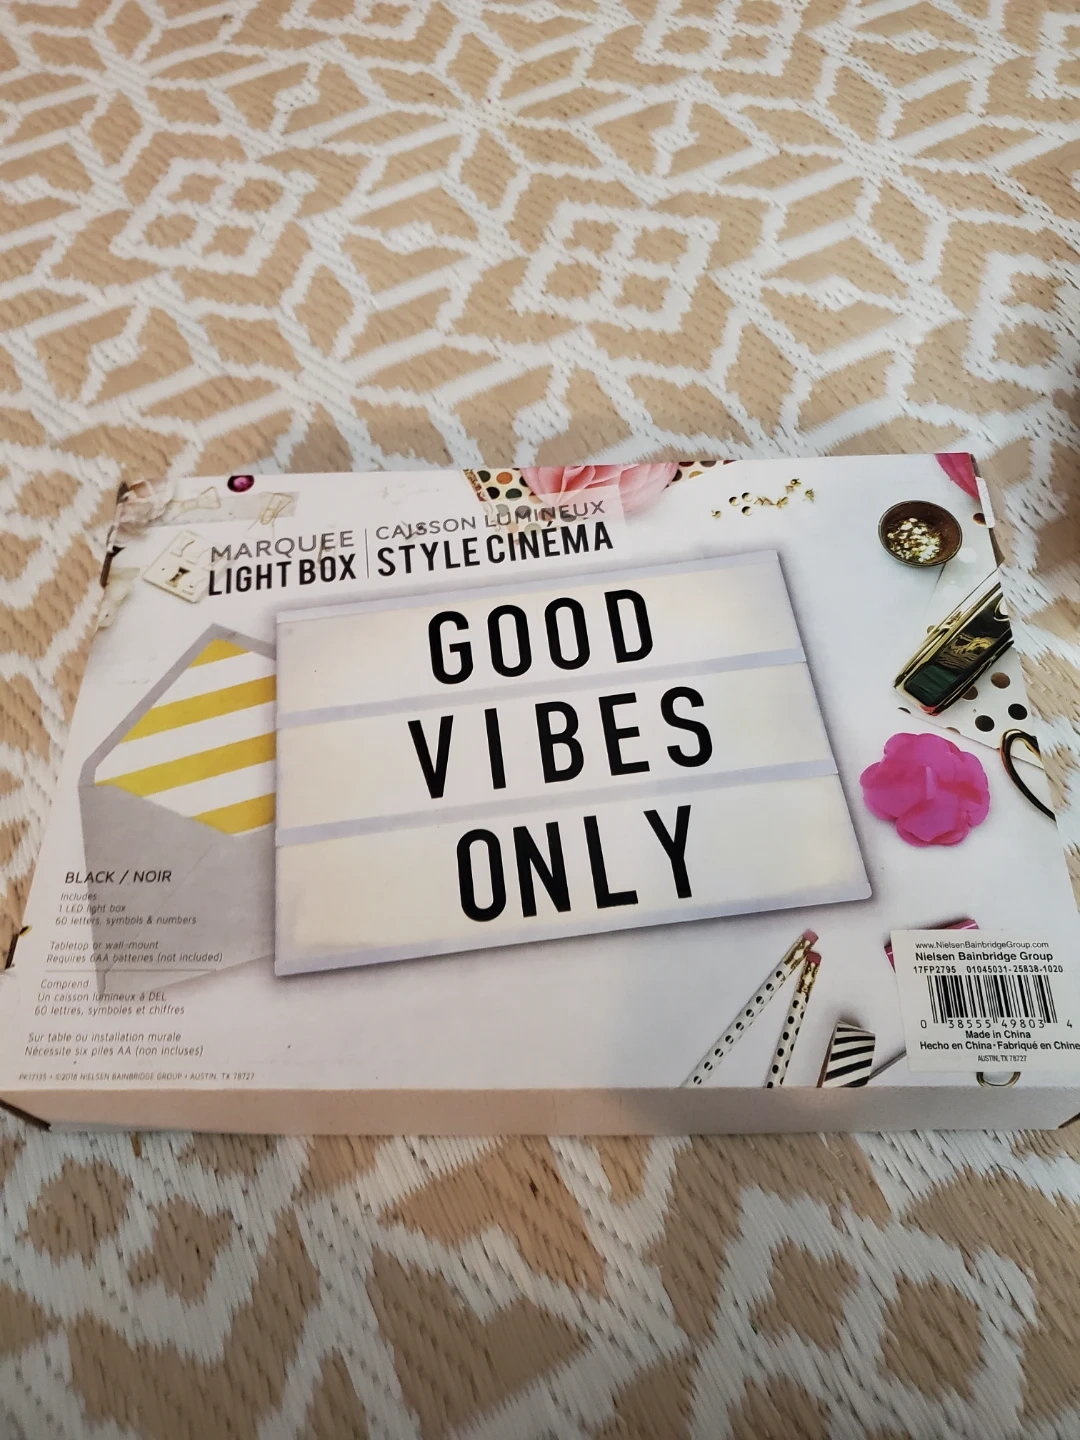 MARQUEE
LIGHT BOX
CAISSON LUMINEUX
STYLE CINÉMA
GOOD
VIBES
ONLY
BLACK / NOIR
Includes
1 LED light box
60 letters, symbols & numbers
Tabletop or wall-mount
Requires 6AA batteries (not included)
Comprend
Un caisson lumineux à DEL
60 lettres, symboles et chiffres
Sur table ou installation murale
Nécessite six piles AA (non incluses)
PK17135 • ©2018 NIELSEN BAINBRIDGE GROUP • AUSTIN, TX 78727
www.NielsenBainbridgeGroup.com
Nielsen Bainbridge Group
17FP2795 01045031-25838-1020
0 38555 49803 4
Made in China
Hecho en China·Fabriqué en Chine
AUSTIN, TX 78727